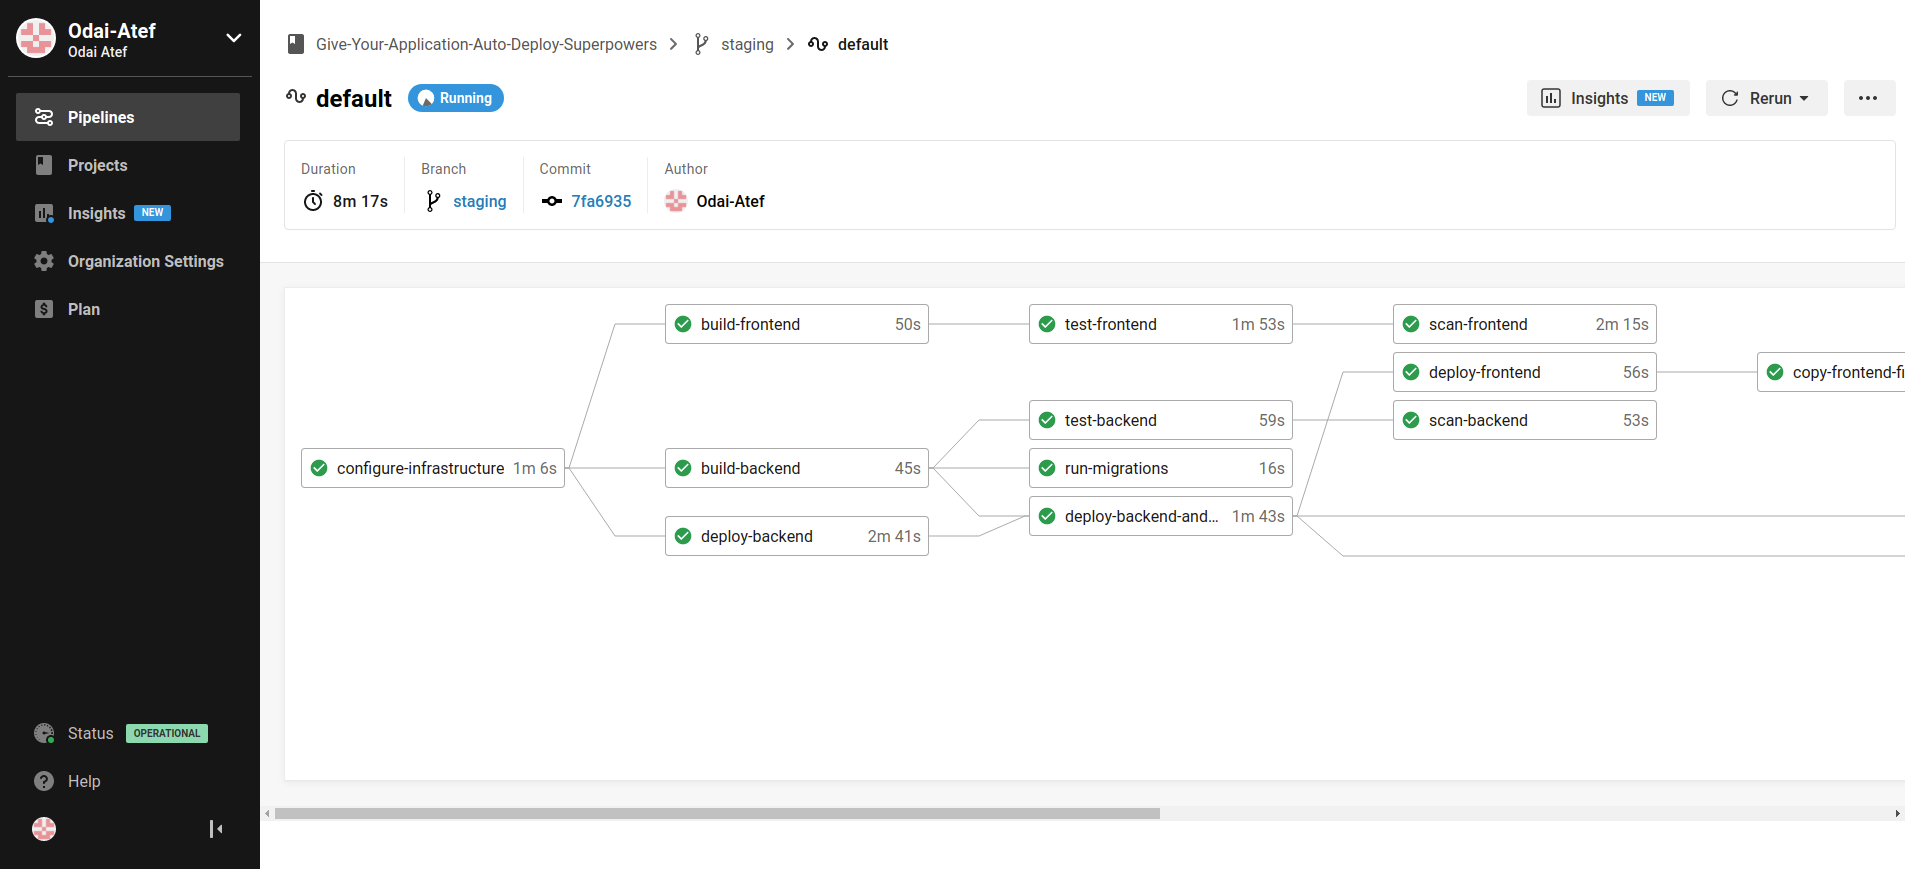 Odai-Atef
Odai Atef
Pipelines
Projects
Insights NEW
Organization Settings
Plan
Status OPERATIONAL
Help
Give-Your-Application-Auto-Deploy-Superpowers staging default
default Running
Insights NEW Rerun
Duration Branch Commit Author
8m 17s staging 7fa6935 Odai-Atef
build-frontend 50s test-frontend 1m 53s scan-frontend 2m 15s
deploy-frontend 56s copy-frontend-fi
test-backend 59s scan-backend 53s
configure-infrastructure 1m 6s build-backend 45s run-migrations 16s
deploy-backend-and... 1m 43s
deploy-backend 2m 41s